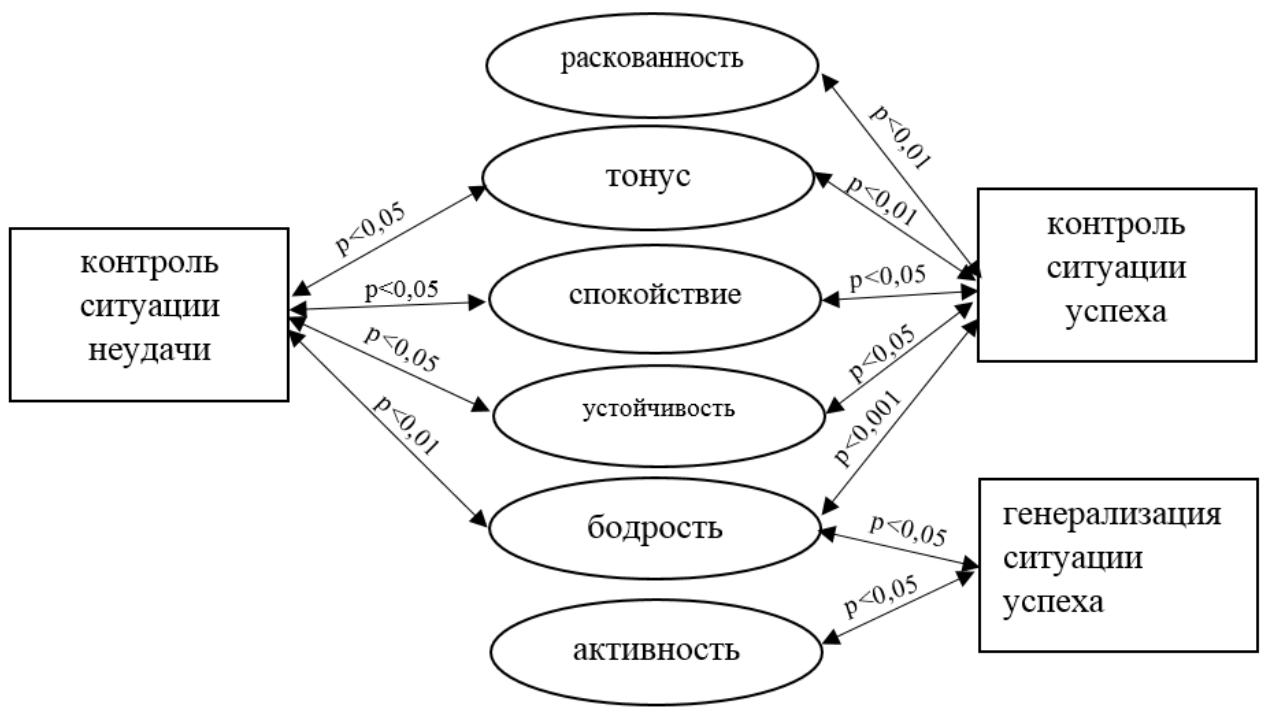 раскованность
p<0,01
тонус
p<0,05
p<0,01
контроль
ситуации
успеха
контроль
ситуации
неудачи
p<0,05
спокойствие
p<0,05
p<0,05
устойчивость
p<0,05
p<0,01
p<0,001
бодрость
p<0,05
генерализация
ситуации
успеха
p<0,05
активность